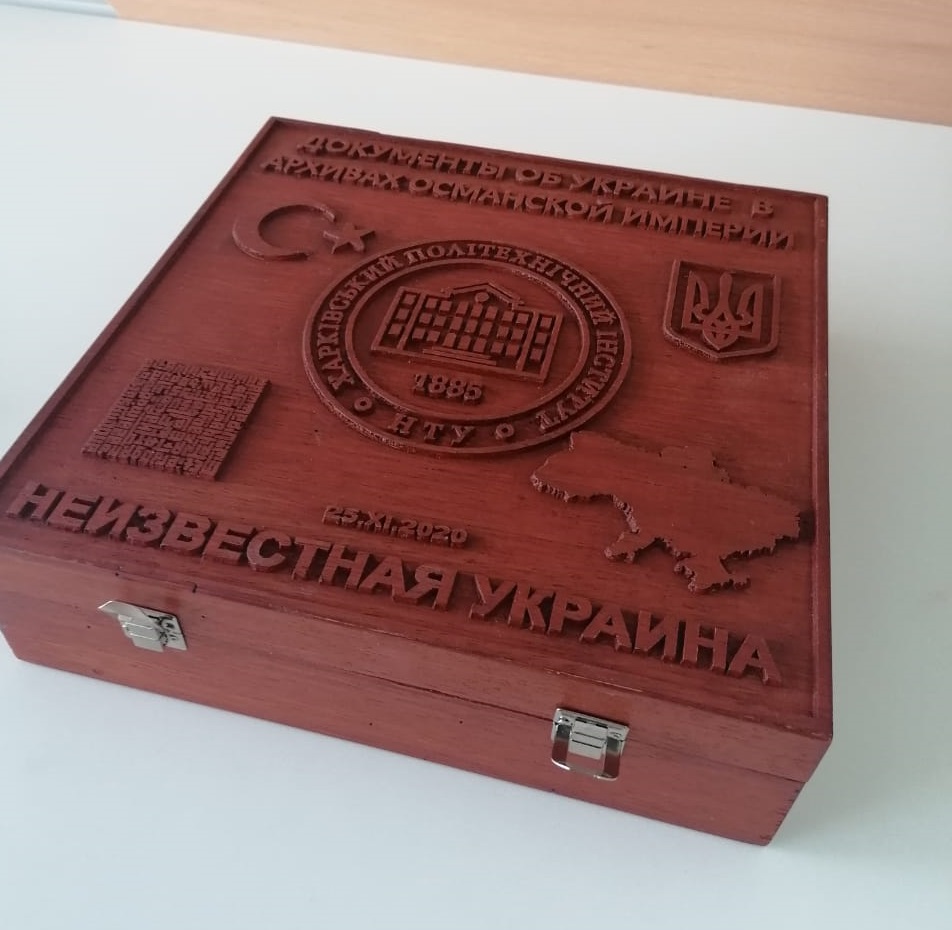 ДОКУМЕНТЫ ОБ УКРАИНЕ В
АРХИВАХ ОСМАНСКОЙ ИМПЕРИИ
ХАРКІВСЬКИЙ ПОЛІТЕХНІЧНИЙ ІНСТИТУТ
1885
НТУ
25.XI.2020
НЕИЗВЕСТНАЯ УКРАИНА